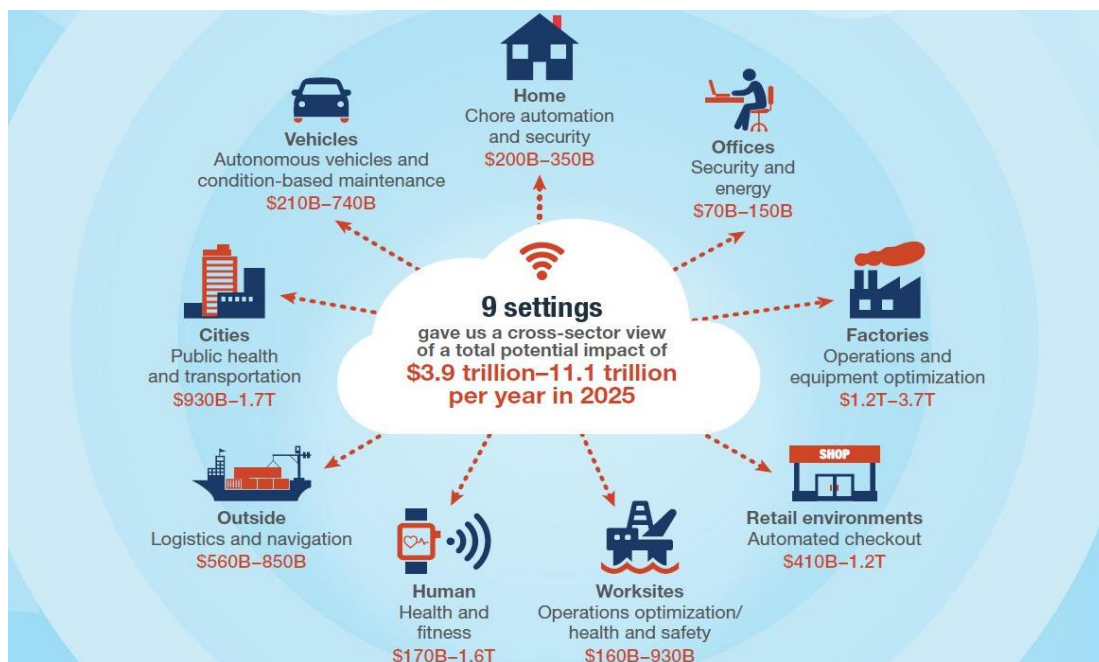 Home
Chore automation
and security
$200B–350B
Offices
Security and
energy
$70B–150B
Factories
Operations and
equipment optimization
$1.2T–3.7T
SHOP
Retail environments
Automated checkout
$410B–1.2T
Worksites
Operations optimization/
health and safety
$160B–930B
Human
Health and
fitness
$170B–1.6T
Outside
Logistics and navigation
$560B–850B
Cities
Public health
and transportation
$930B–1.7T
Vehicles
Autonomous vehicles and
condition-based maintenance
$210B–740B
9 settings
gave us a cross-sector view
of a total potential impact of
$3.9 trillion–11.1 trillion
per year in 2025